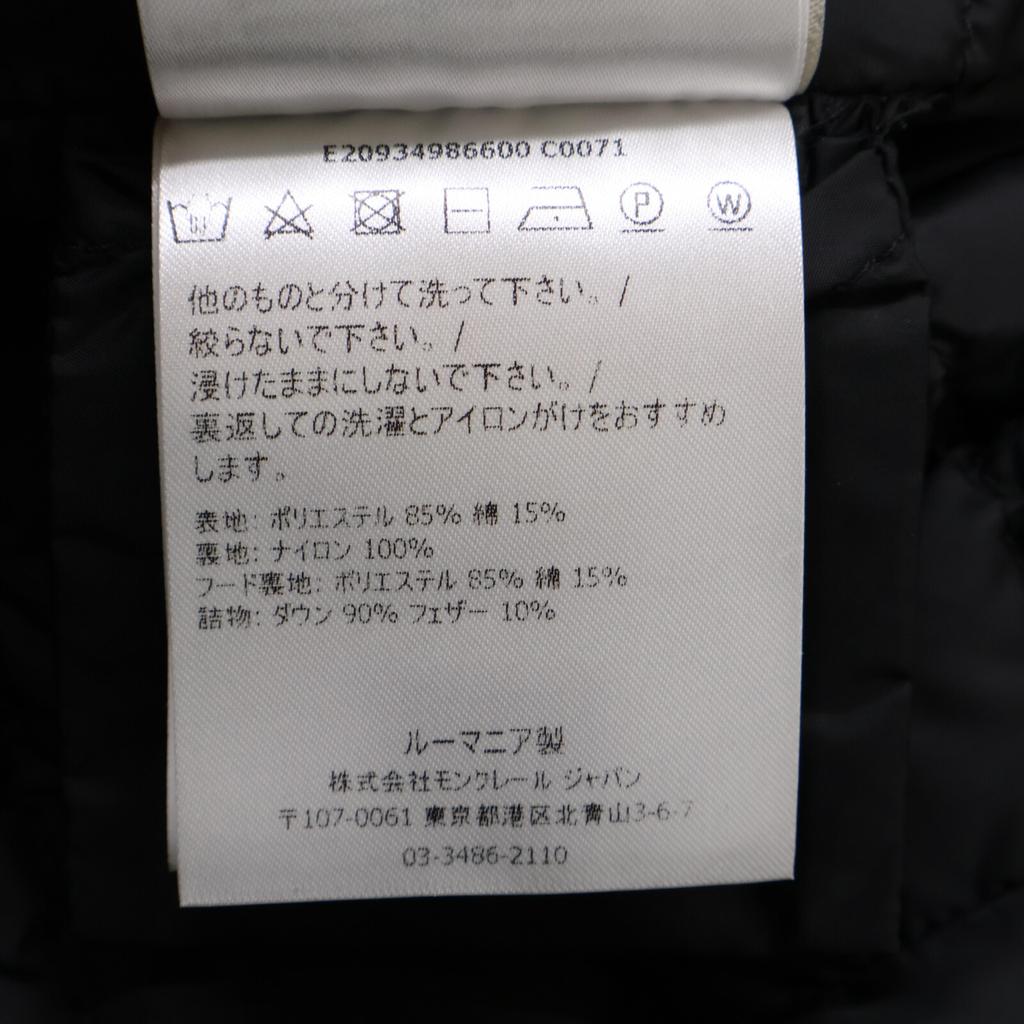 E20934986600 C0071
P W
他のものと分けて洗って下さい。/
絞らないで下さい。/
浸けたままにしないで下さい。/
裏返しての洗濯とアイロンがけをおすすめ
します。
表地: ポリエステル 85% 綿 15%
裏地: ナイロン 100%
フード裏地: ポリエステル 85% 綿 15%
詰物: ダウン 90% フェザー 10%
ルーマニア製
株式会社モンクレール ジャパン
〒107-0061 東京都港区北青山3-6-7
03-3486-2110